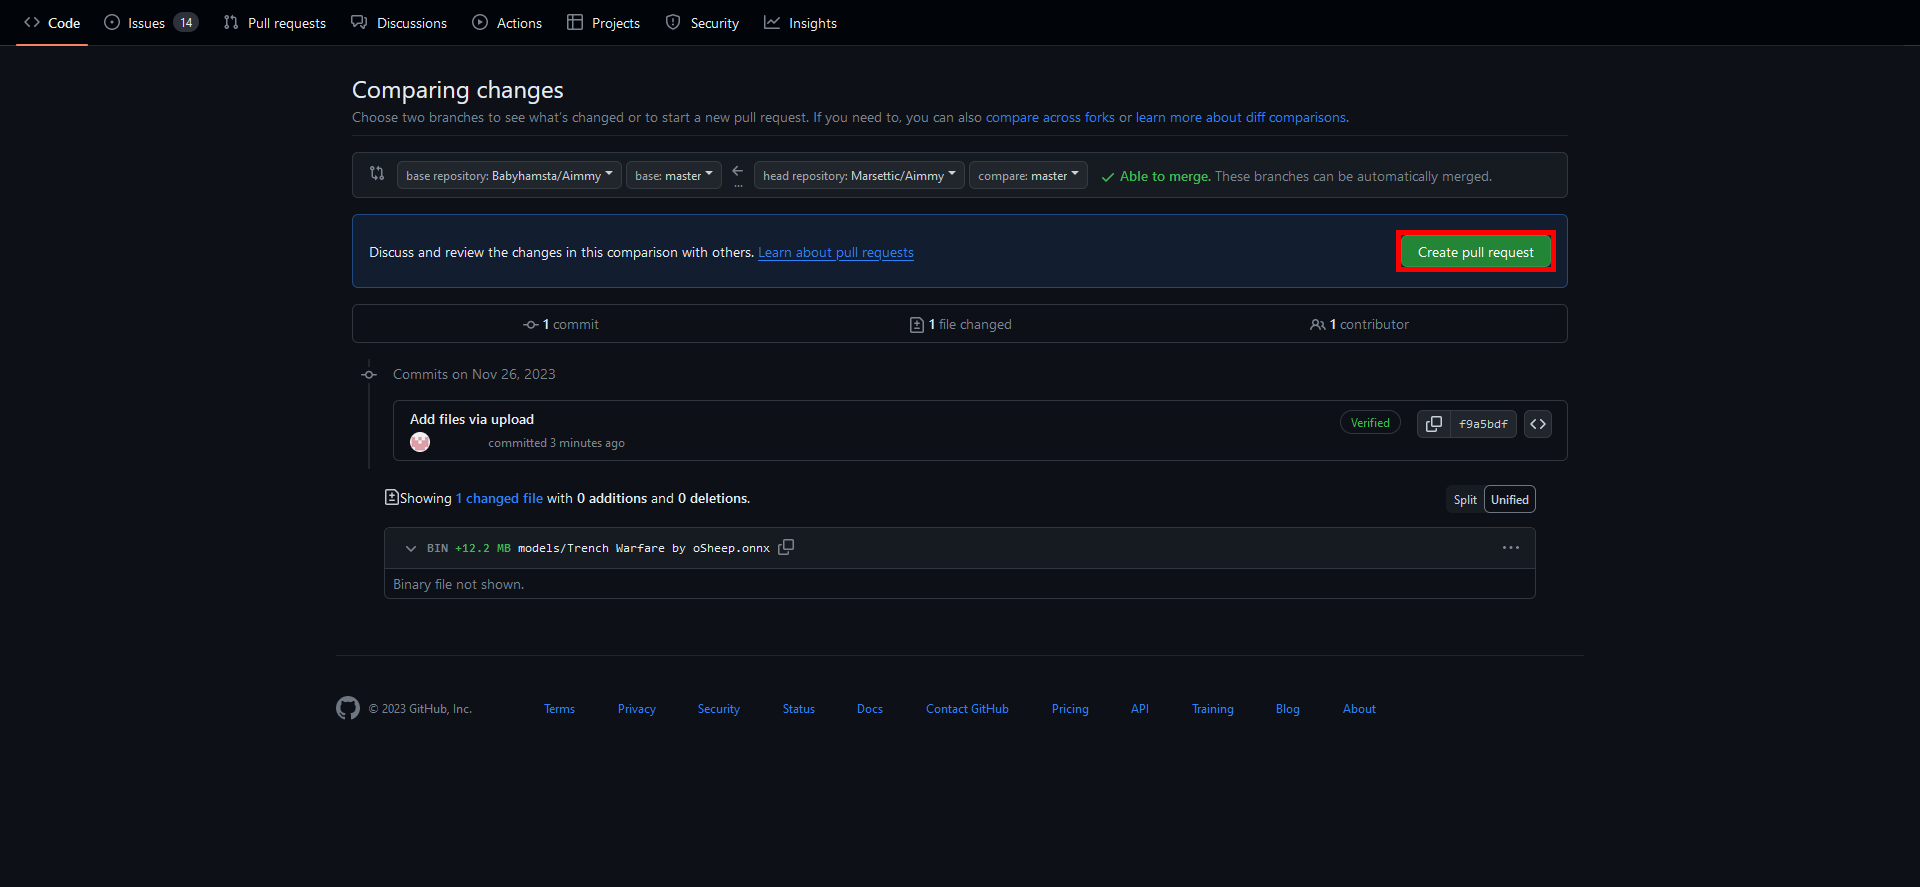 Code Issues 14 Pull requests Discussions Actions Projects Security Insights
Comparing changes
Choose two branches to see what's changed or to start a new pull request. If you need to, you can also compare across forks or learn more about diff comparisons.
base repository: Babyhamsta/Aimmy base: master ... head repository: Marsettic/Aimmy compare: master Able to merge. These branches can be automatically merged.
Discuss and review the changes in this comparison with others. Learn about pull requests Create pull request
1 commit 1 file changed 1 contributor
Commits on Nov 26, 2023
Add files via upload
Verified f9a5bdf
committed 3 minutes ago
Showing 1 changed file with 0 additions and 0 deletions.
Split Unified
BIN +12.2 MB models/Trench Warfare by oSheep.onnx
Binary file not shown.
© 2023 GitHub, Inc. Terms Privacy Security Status Docs Contact GitHub Pricing API Training Blog About